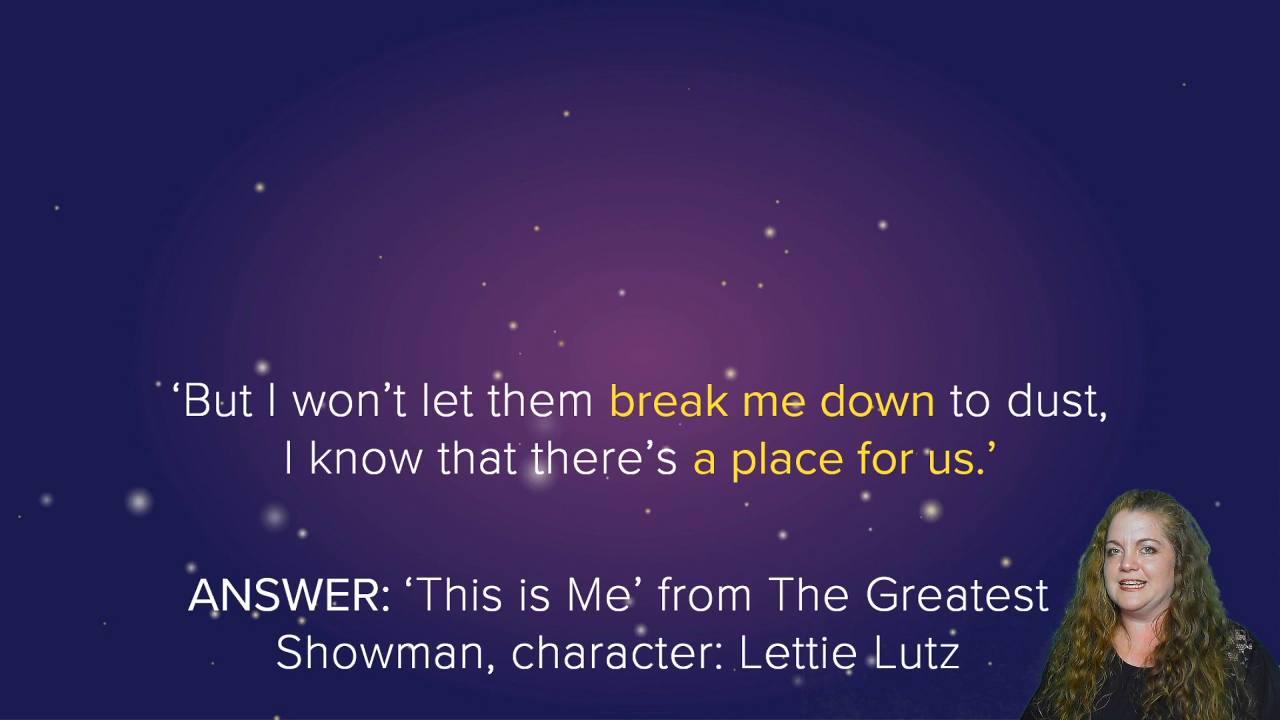 ‘But I won’t let them break me down to dust,
I know that there’s a place for us.’
ANSWER: ‘This is Me’ from The Greatest
Showman, character: Lettie Lutz